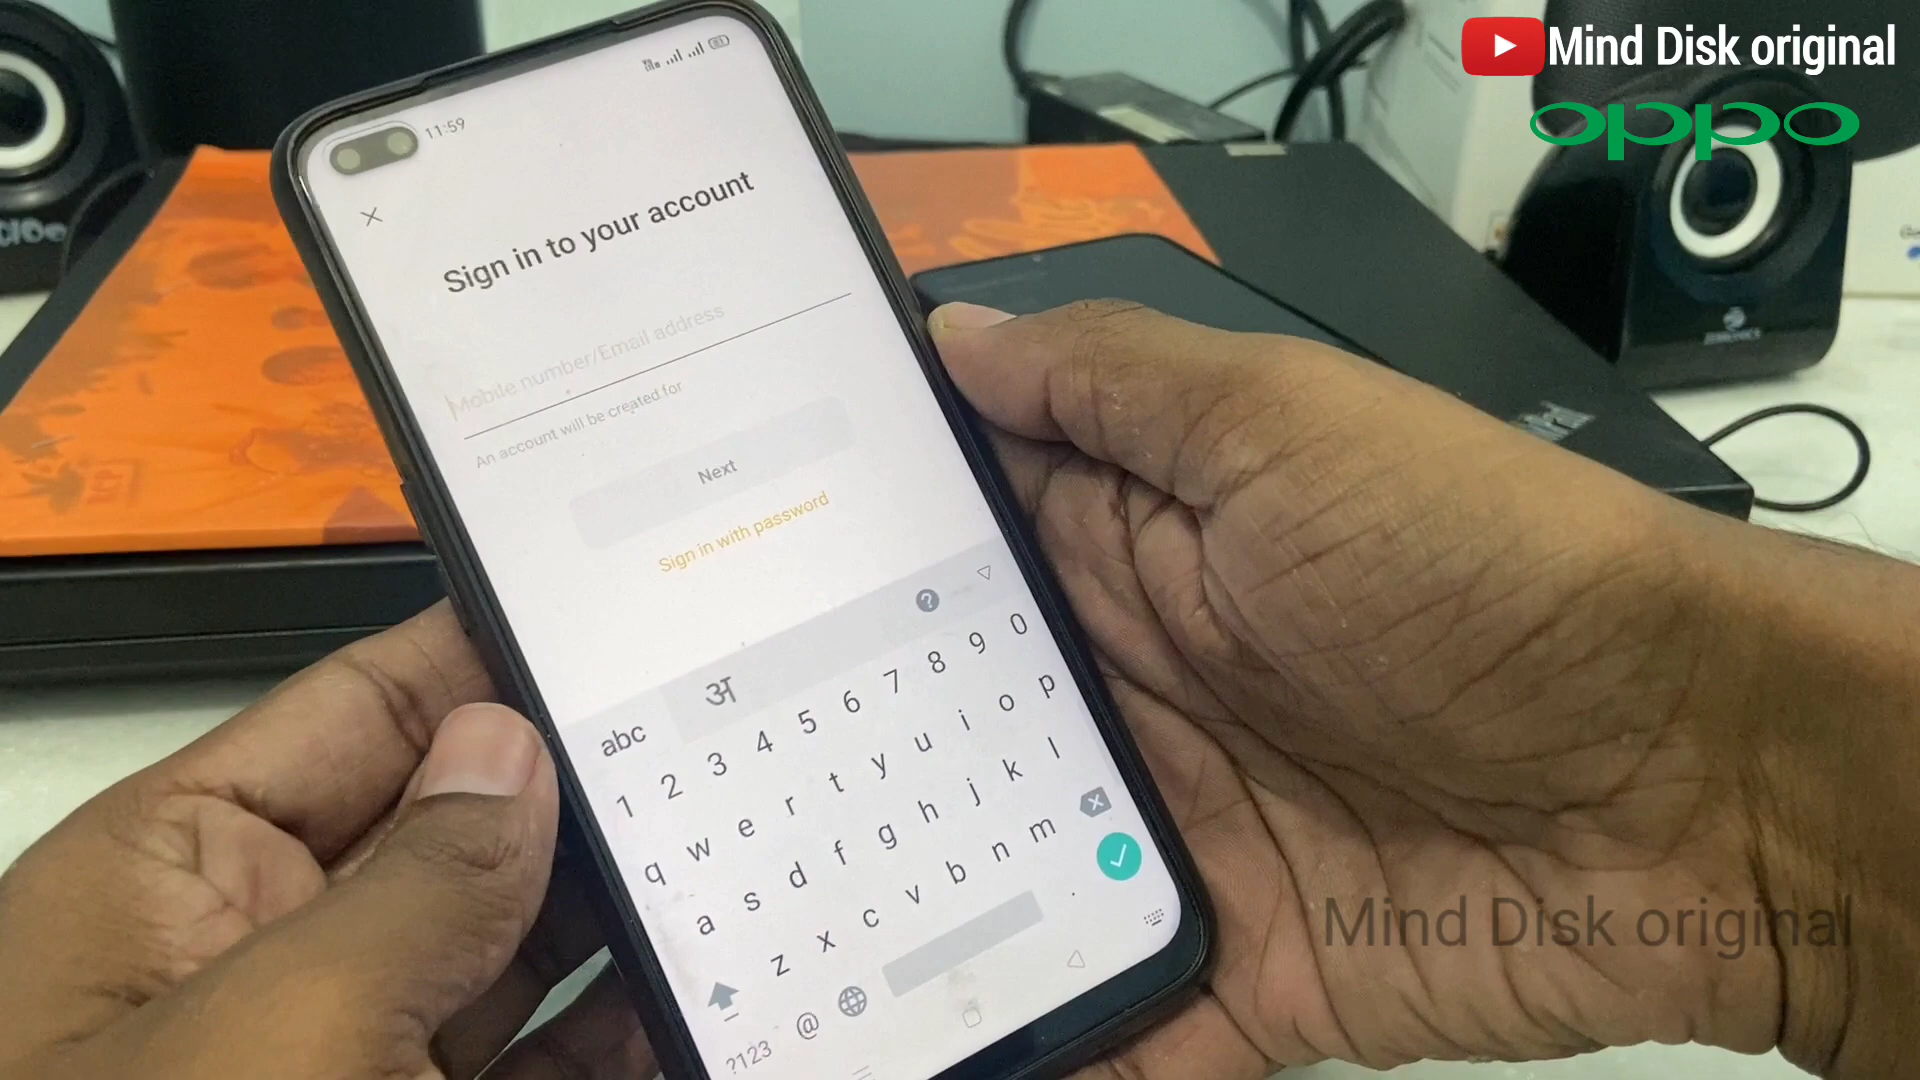 Mind Disk original
oppo
11:59
Sign in to your account
Mobile number/Email address
An account will be created for
Next
Sign in with password
?
abc अ
1 2 3 4 5 6 7 8 9 0
q w e r t y u i o p
a s d f g h j k l
z x c v b n m
?123 @ .
Mind Disk original